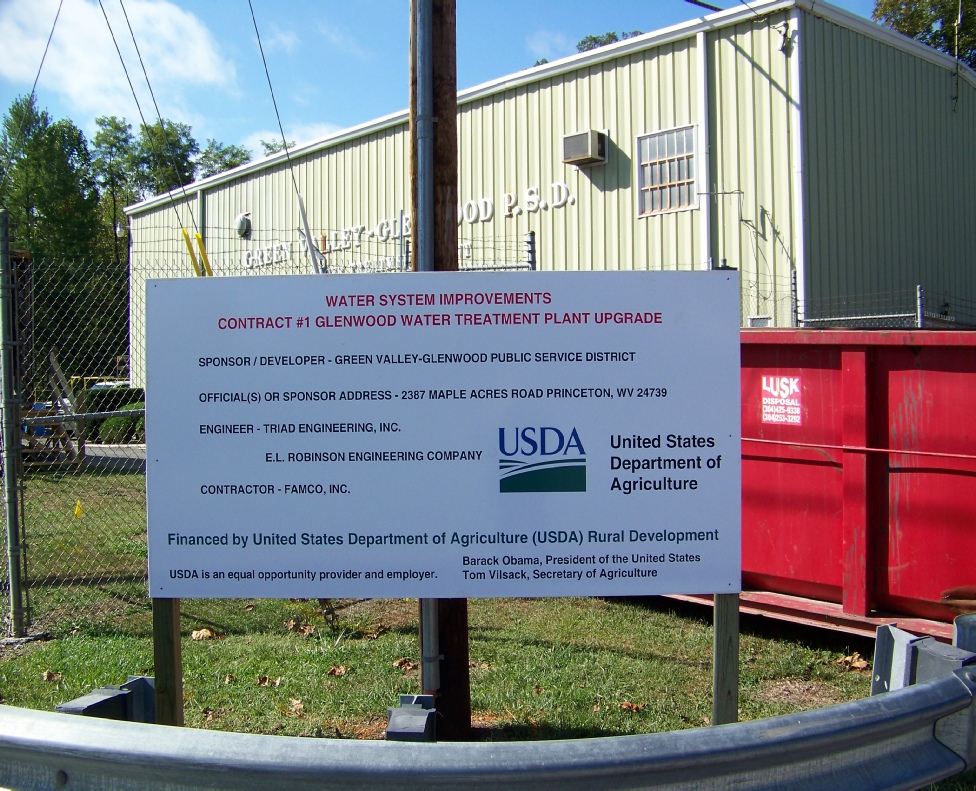 GREEN VALLEY-GLENWOOD P.S.D.
WATER SYSTEM IMPROVEMENTS
CONTRACT #1 GLENWOOD WATER TREATMENT PLANT UPGRADE
SPONSOR / DEVELOPER - GREEN VALLEY-GLENWOOD PUBLIC SERVICE DISTRICT
OFFICIAL(S) OR SPONSOR ADDRESS - 2387 MAPLE ACRES ROAD PRINCETON, WV 24739
ENGINEER - TRIAD ENGINEERING, INC.
E.L. ROBINSON ENGINEERING COMPANY
CONTRACTOR - FAMCO, INC.
USDA
United States
Department of
Agriculture
Financed by United States Department of Agriculture (USDA) Rural Development
USDA is an equal opportunity provider and employer.
Barack Obama, President of the United States
Tom Vilsack, Secretary of Agriculture
LUSK
DISPOSAL